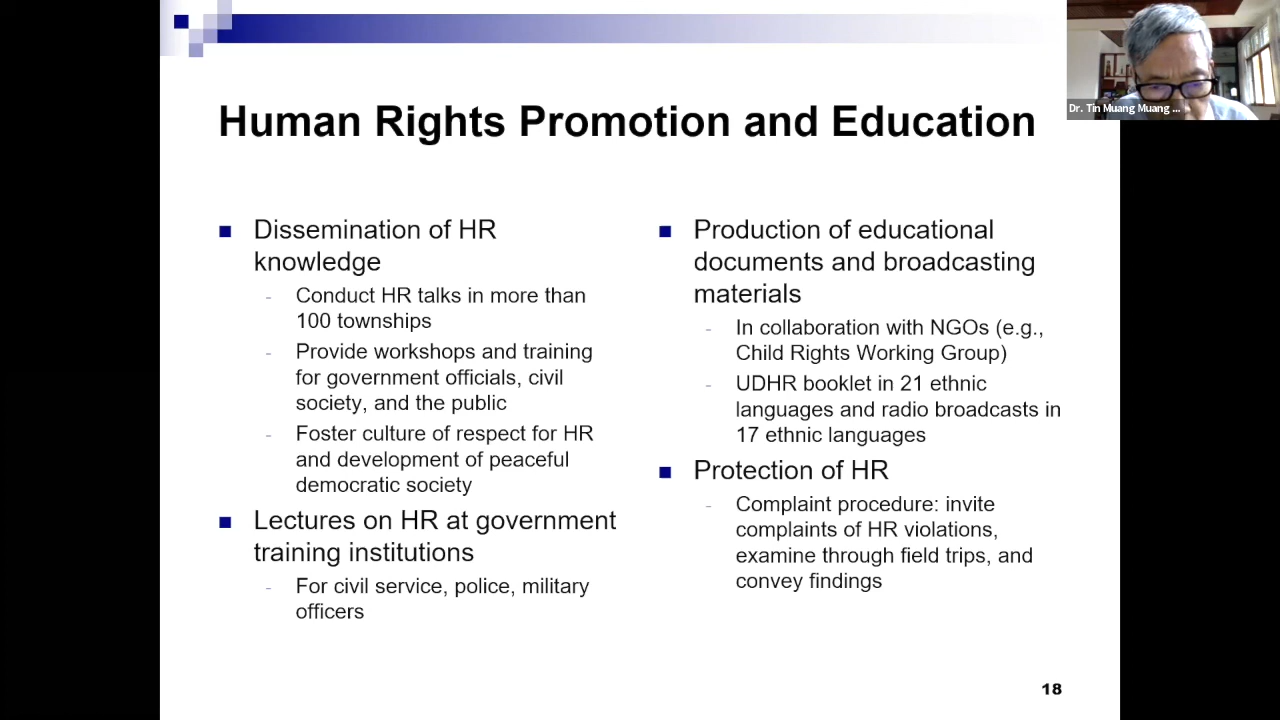 Human Rights Promotion and Education
Dissemination of HR
knowledge
- Conduct HR talks in more than
100 townships
- Provide workshops and training
for government officials, civil
society, and the public
- Foster culture of respect for HR
and development of peaceful
democratic society
Lectures on HR at government
training institutions
- For civil service, police, military
officers
Production of educational
documents and broadcasting
materials
- In collaboration with NGOs (e.g.,
Child Rights Working Group)
- UDHR booklet in 21 ethnic
languages and radio broadcasts in
17 ethnic languages
Protection of HR
- Complaint procedure: invite
complaints of HR violations,
examine through field trips, and
convey findings
18
Dr. Tin Muang Muang ...